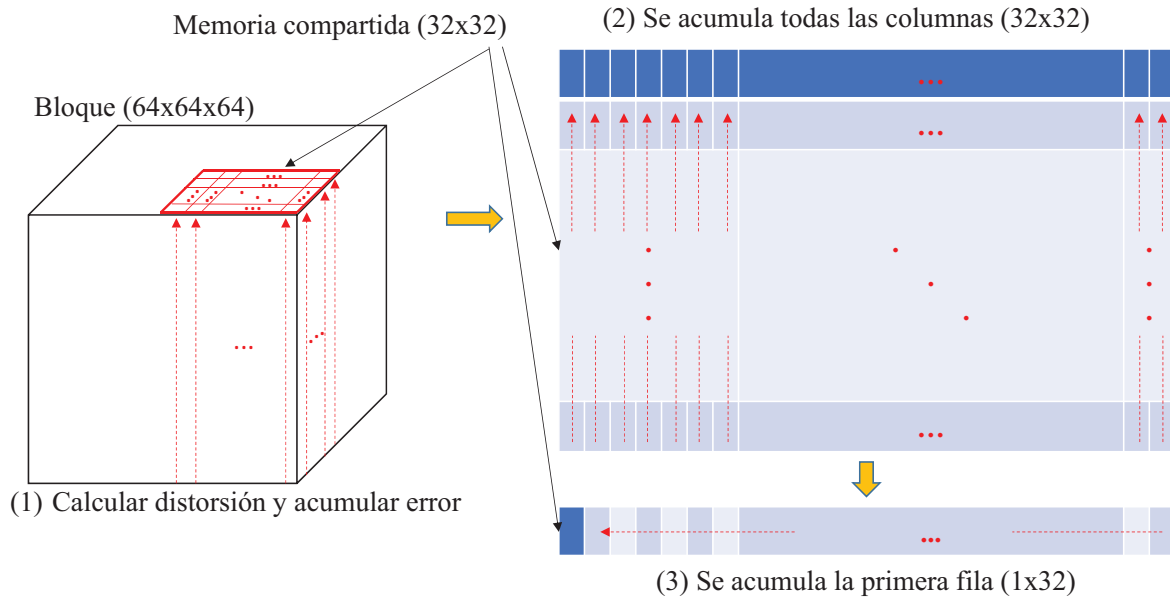 Memoria compartida (32x32)
(2) Se acumula todas las columnas (32x32)
Bloque (64x64x64)
(1) Calcular distorsión y acumular error
(3) Se acumula la primera fila (1x32)